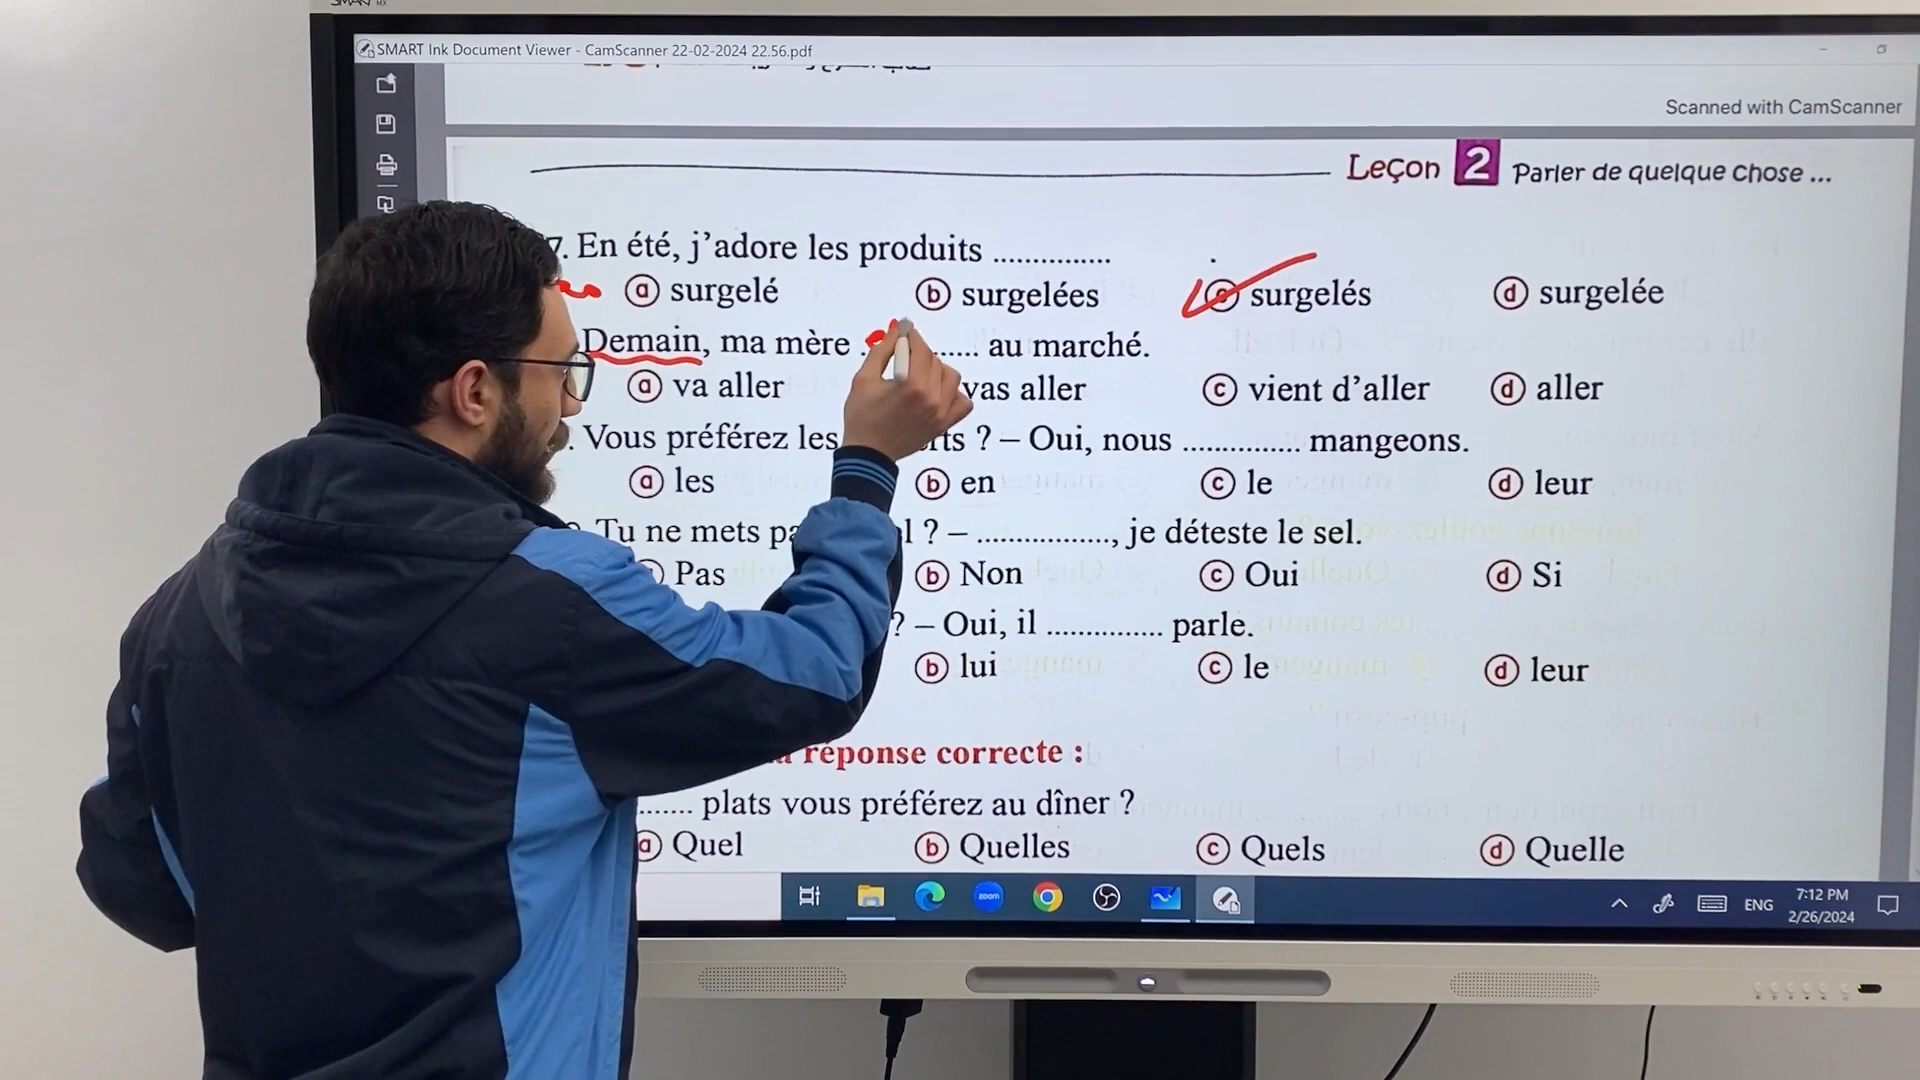 SMART Ink Document Viewer - CamScanner 22-02-2024 22.56.pdf
Scanned with CamScanner
Leçon 2 Parler de quelque chose ...
7. En été, j'adore les produits ............... .
a surgelé b surgelées c surgelés d surgelée
Demain, ma mère ............... au marché.
a va aller vas aller c vient d'aller d aller
. Vous préférez les rts ? – Oui, nous ............... mangeons.
a les b en c le d leur
Tu ne mets pa l ? – ................., je déteste le sel.
Pas b Non c Oui d Si
? – Oui, il ............... parle.
b lui c le d leur
réponse correcte :
....... plats vous préférez au dîner ?
a Quel b Quelles c Quels d Quelle
zoom
ENG
7:12 PM
2/26/2024